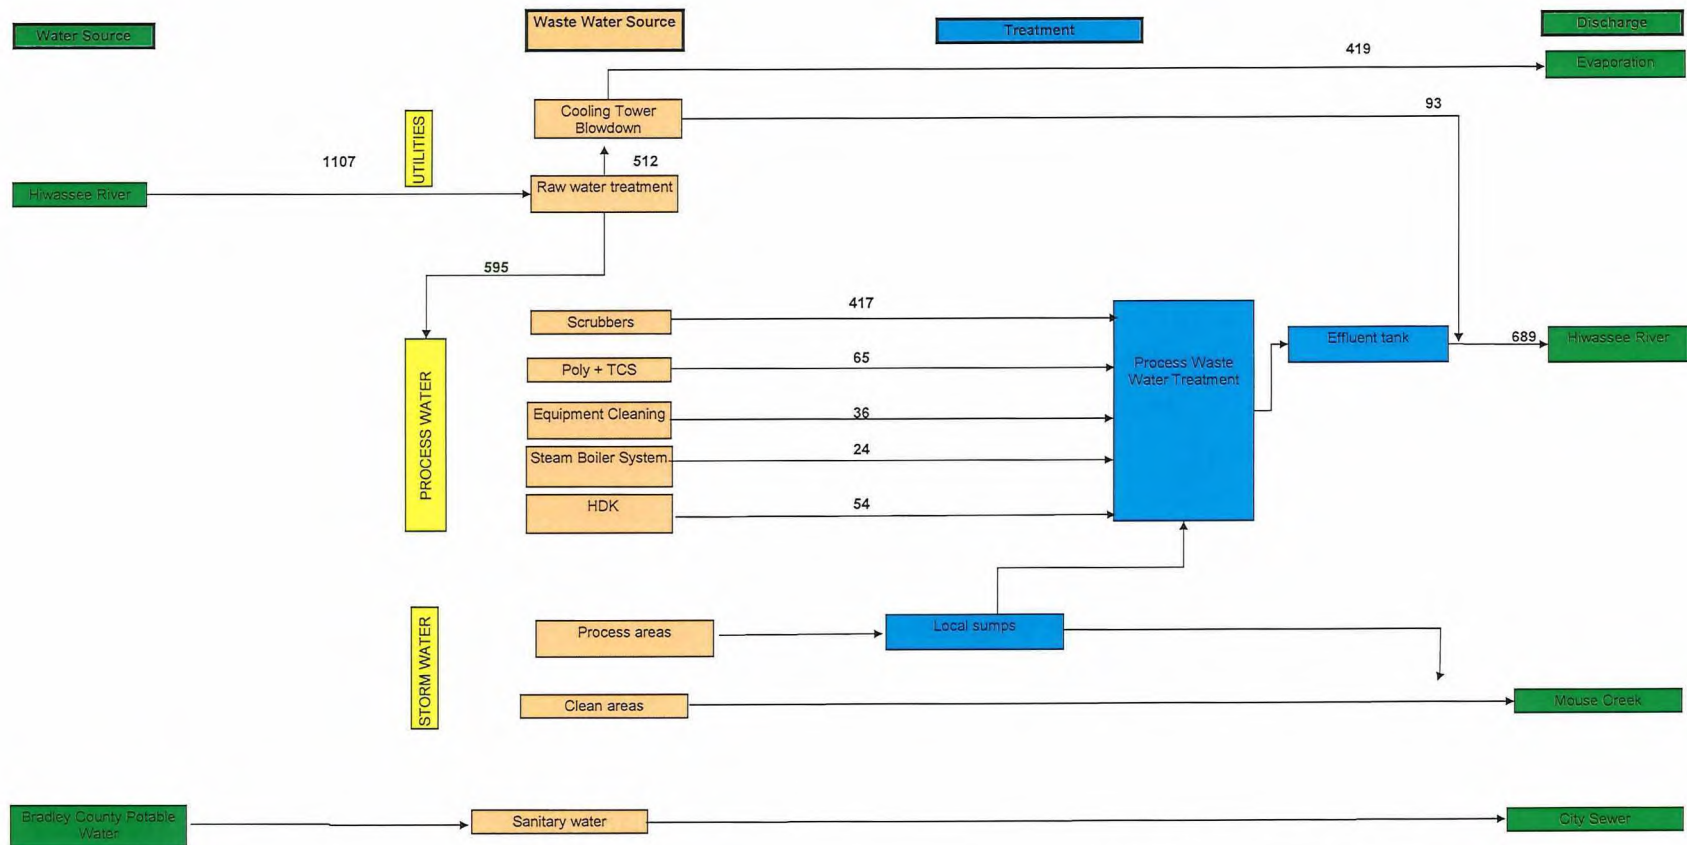 Water Source
Waste Water Source
Treatment
Discharge
419
Evaporation
Cooling Tower
Blowdown
93
UTILITIES
1107
512
Hiwassee River
Raw water treatment
595
PROCESS WATER
Scrubbers
417
Poly + TCS
65
Equipment Cleaning
36
Steam Boiler System
24
HDK
54
Process Waste
Water Treatment
Effluent tank
689
Hiwassee River
STORM WATER
Process areas
Local sumps
Clean areas
Mouse Creek
Bradley County Potable
Water
Sanitary water
City Sewer